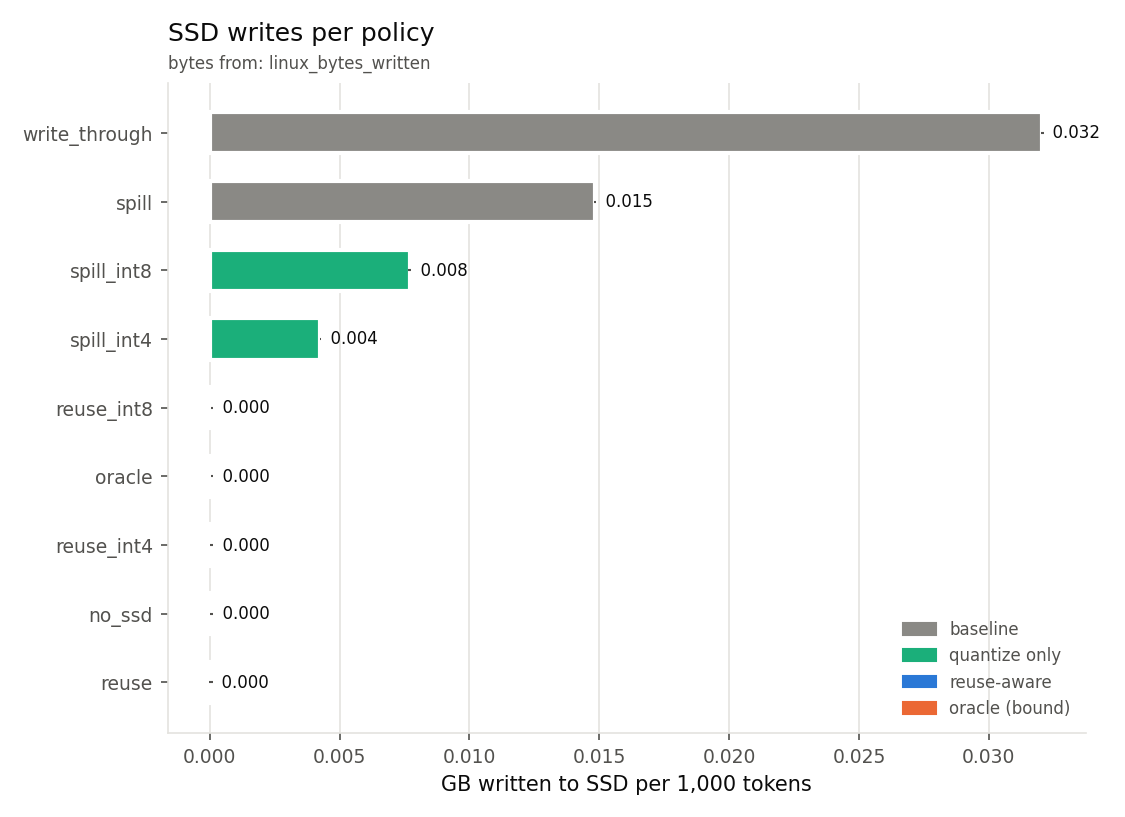 SSD writes per policy
bytes from: linux_bytes_written
write_through 0.032
spill 0.015
spill_int8 0.008
spill_int4 0.004
reuse_int8 0.000
oracle 0.000
reuse_int4 0.000
no_ssd 0.000
reuse 0.000
baseline
quantize only
reuse-aware
oracle (bound)
0.000 0.005 0.010 0.015 0.020 0.025 0.030
GB written to SSD per 1,000 tokens